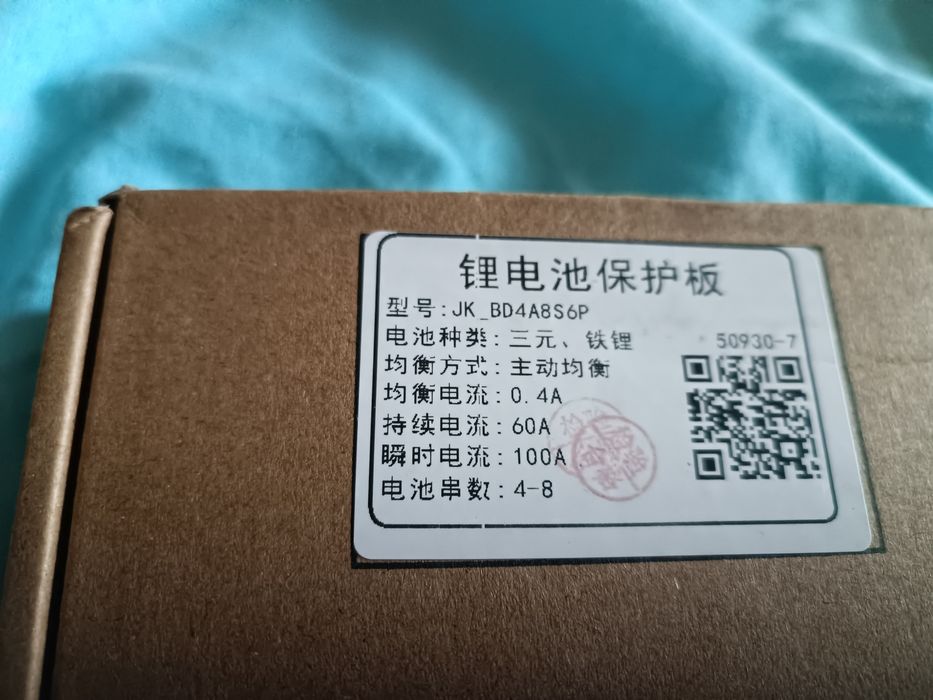 锂电池保护板
型号:JK_BD4A8S6P
电池种类:三元、铁锂
50930-7
均衡方式:主动均衡
均衡电流:0.4A
持续电流:60A
瞬时电流:100A
电池串数:4-8